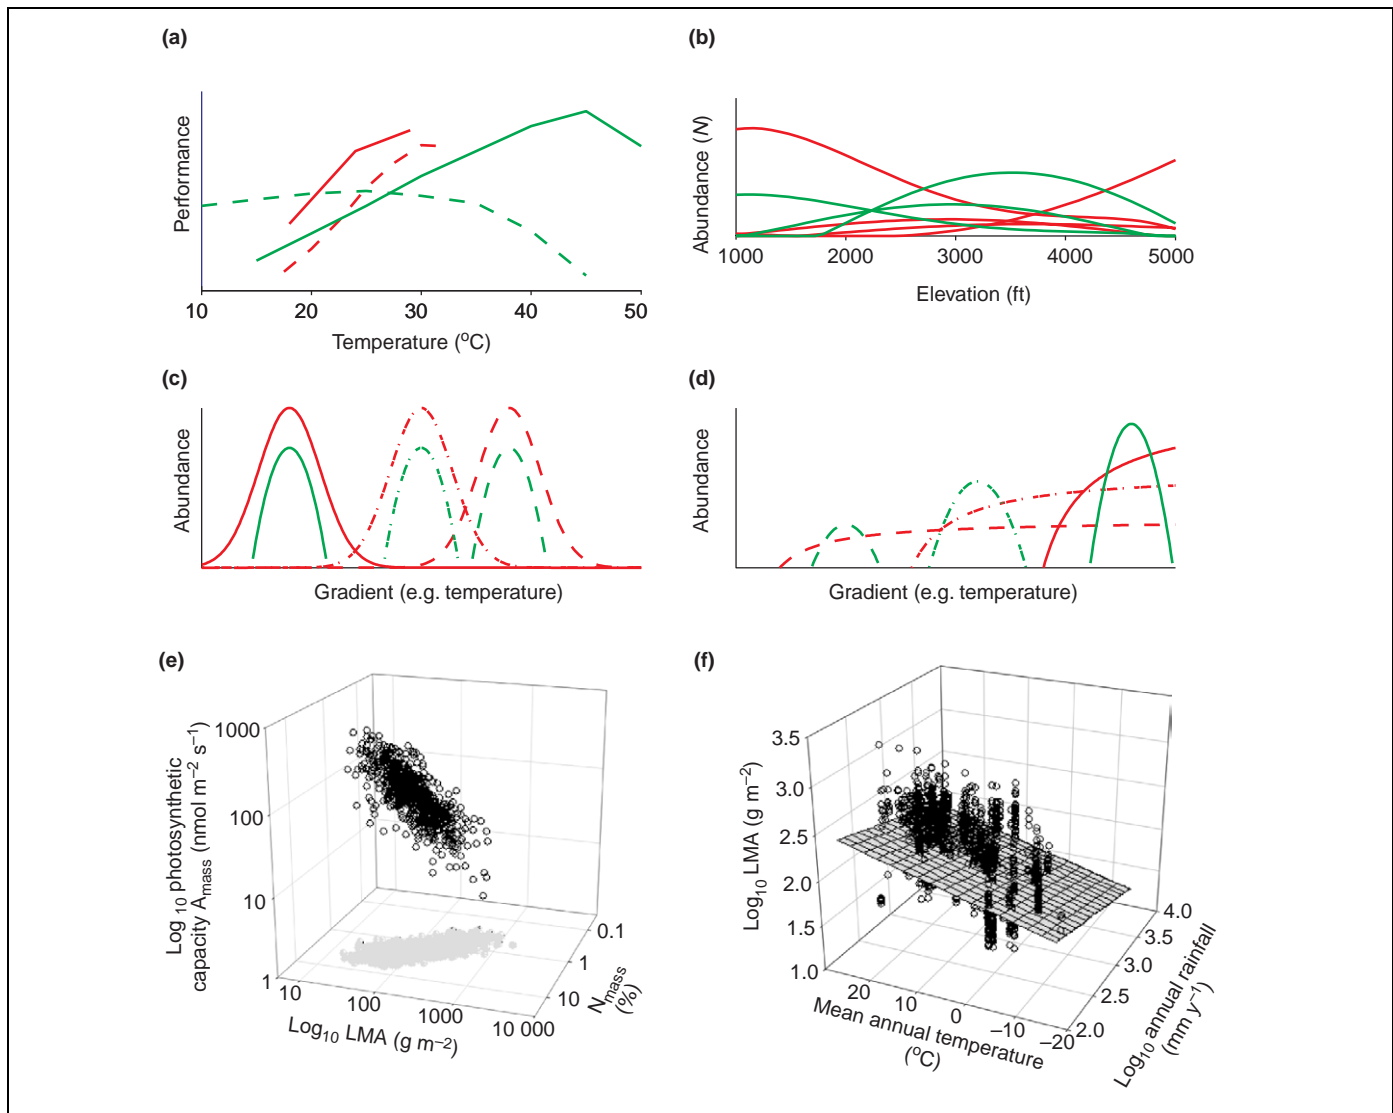 (a)
Performance
10 20 30 40 50
Temperature (°C)
(b)
Abundance (N)
1000 2000 3000 4000 5000
Elevation (ft)
(c)
Abundance
Gradient (e.g. temperature)
(d)
Abundance
Gradient (e.g. temperature)
(e)
Log₁₀ photosynthetic
capacity Aₘₐₛₛ (nmol m⁻² s⁻¹)
1000
100
10
1
10 100 1000 10 000
Log₁₀ LMA (g m⁻²)
0.1
1
10
Nₘₐₛₛ
(%)
(f)
Log₁₀ LMA (g m⁻²)
3.5
3.0
2.5
2.0
1.5
1.0
20 10 0 –10 –20
Mean annual temperature
(°C)
4.0
3.5
3.0
2.5
2.0
Log₁₀ annual rainfall
(mm y⁻¹)